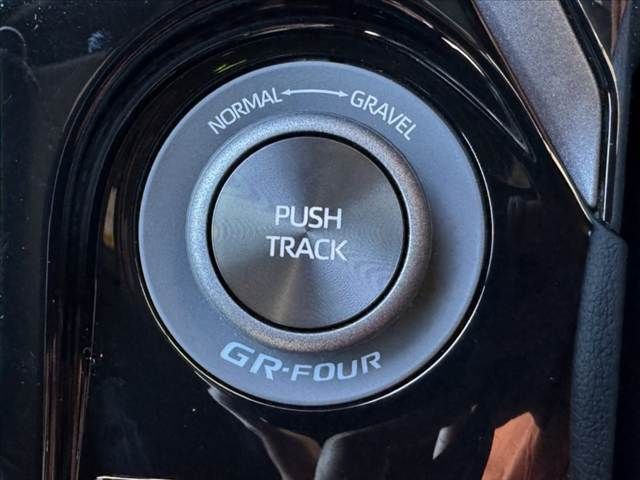 NORMAL ←→ GRAVEL
PUSH
TRACK
GR-FOUR